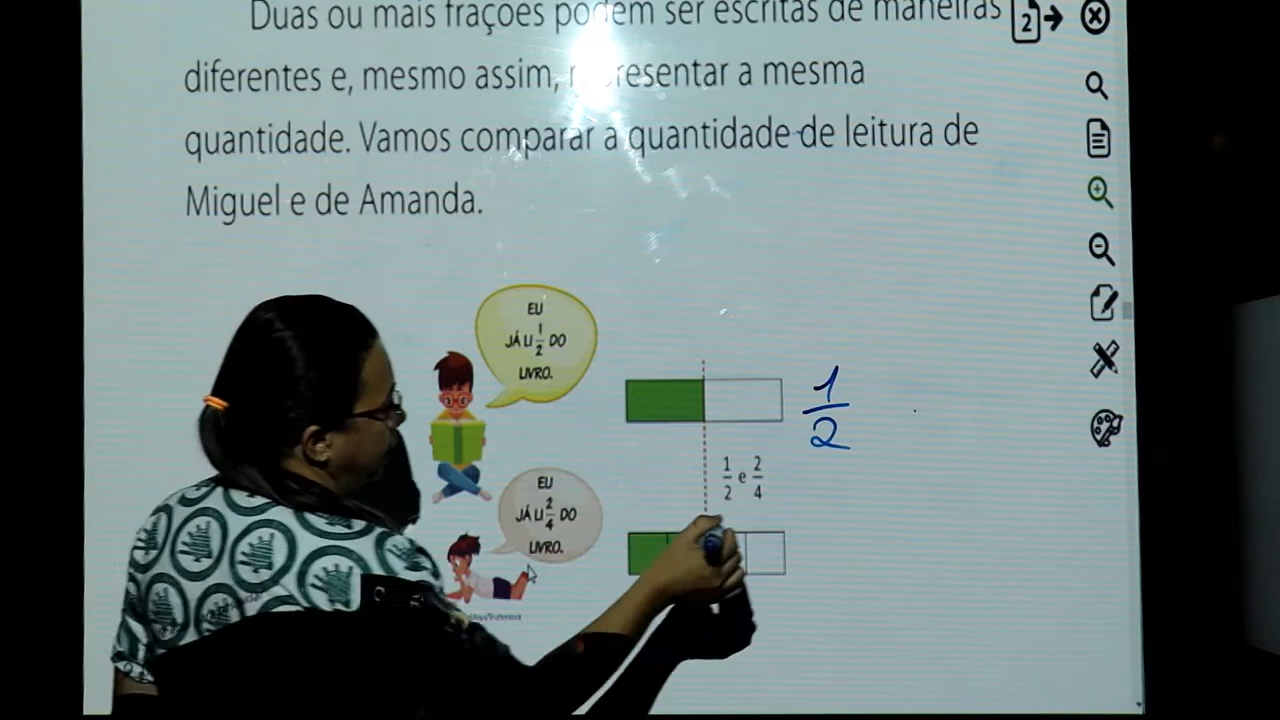 Duas ou mais frações podem ser escritas de maneiras
diferentes e, mesmo assim, representar a mesma
quantidade. Vamos comparar a quantidade de leitura de
Miguel e de Amanda.
EU
JÁ LI 1/2 DO
LIVRO.
1/2
1/2 e 2/4
EU
JÁ LI 2/4 DO
LIVRO.
2